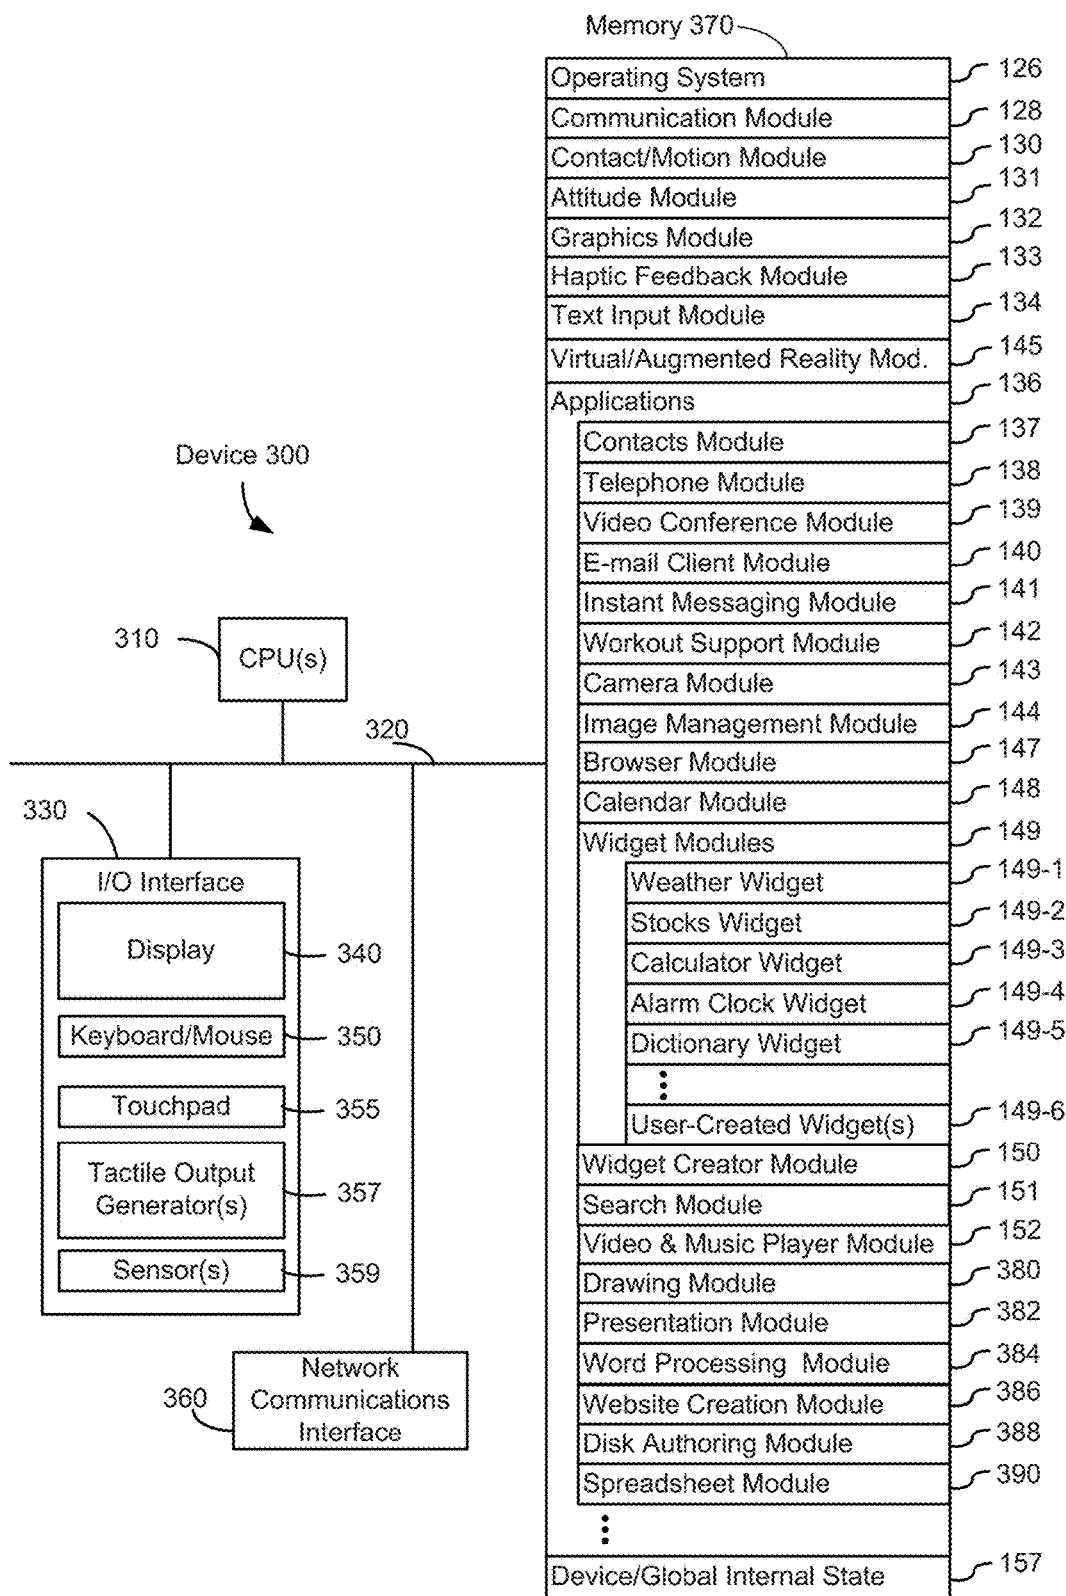 Memory 370
Operating System 126
Communication Module 128
Contact/Motion Module 130
Attitude Module 131
Graphics Module 132
Haptic Feedback Module 133
Text Input Module 134
Virtual/Augmented Reality Mod. 145
Applications 136
Contacts Module 137
Telephone Module 138
Video Conference Module 139
E-mail Client Module 140
Instant Messaging Module 141
Workout Support Module 142
Camera Module 143
Image Management Module 144
Browser Module 147
Calendar Module 148
Widget Modules 149
Weather Widget 149-1
Stocks Widget 149-2
Calculator Widget 149-3
Alarm Clock Widget 149-4
Dictionary Widget 149-5
User-Created Widget(s) 149-6
Widget Creator Module 150
Search Module 151
Video & Music Player Module 152
Drawing Module 380
Presentation Module 382
Word Processing Module 384
Website Creation Module 386
Disk Authoring Module 388
Spreadsheet Module 390
Device/Global Internal State 157
Device 300
310
CPU(s)
320
330
I/O Interface
Display 340
Keyboard/Mouse 350
Touchpad 355
Tactile Output
Generator(s) 357
Sensor(s) 359
360
Network
Communications
Interface